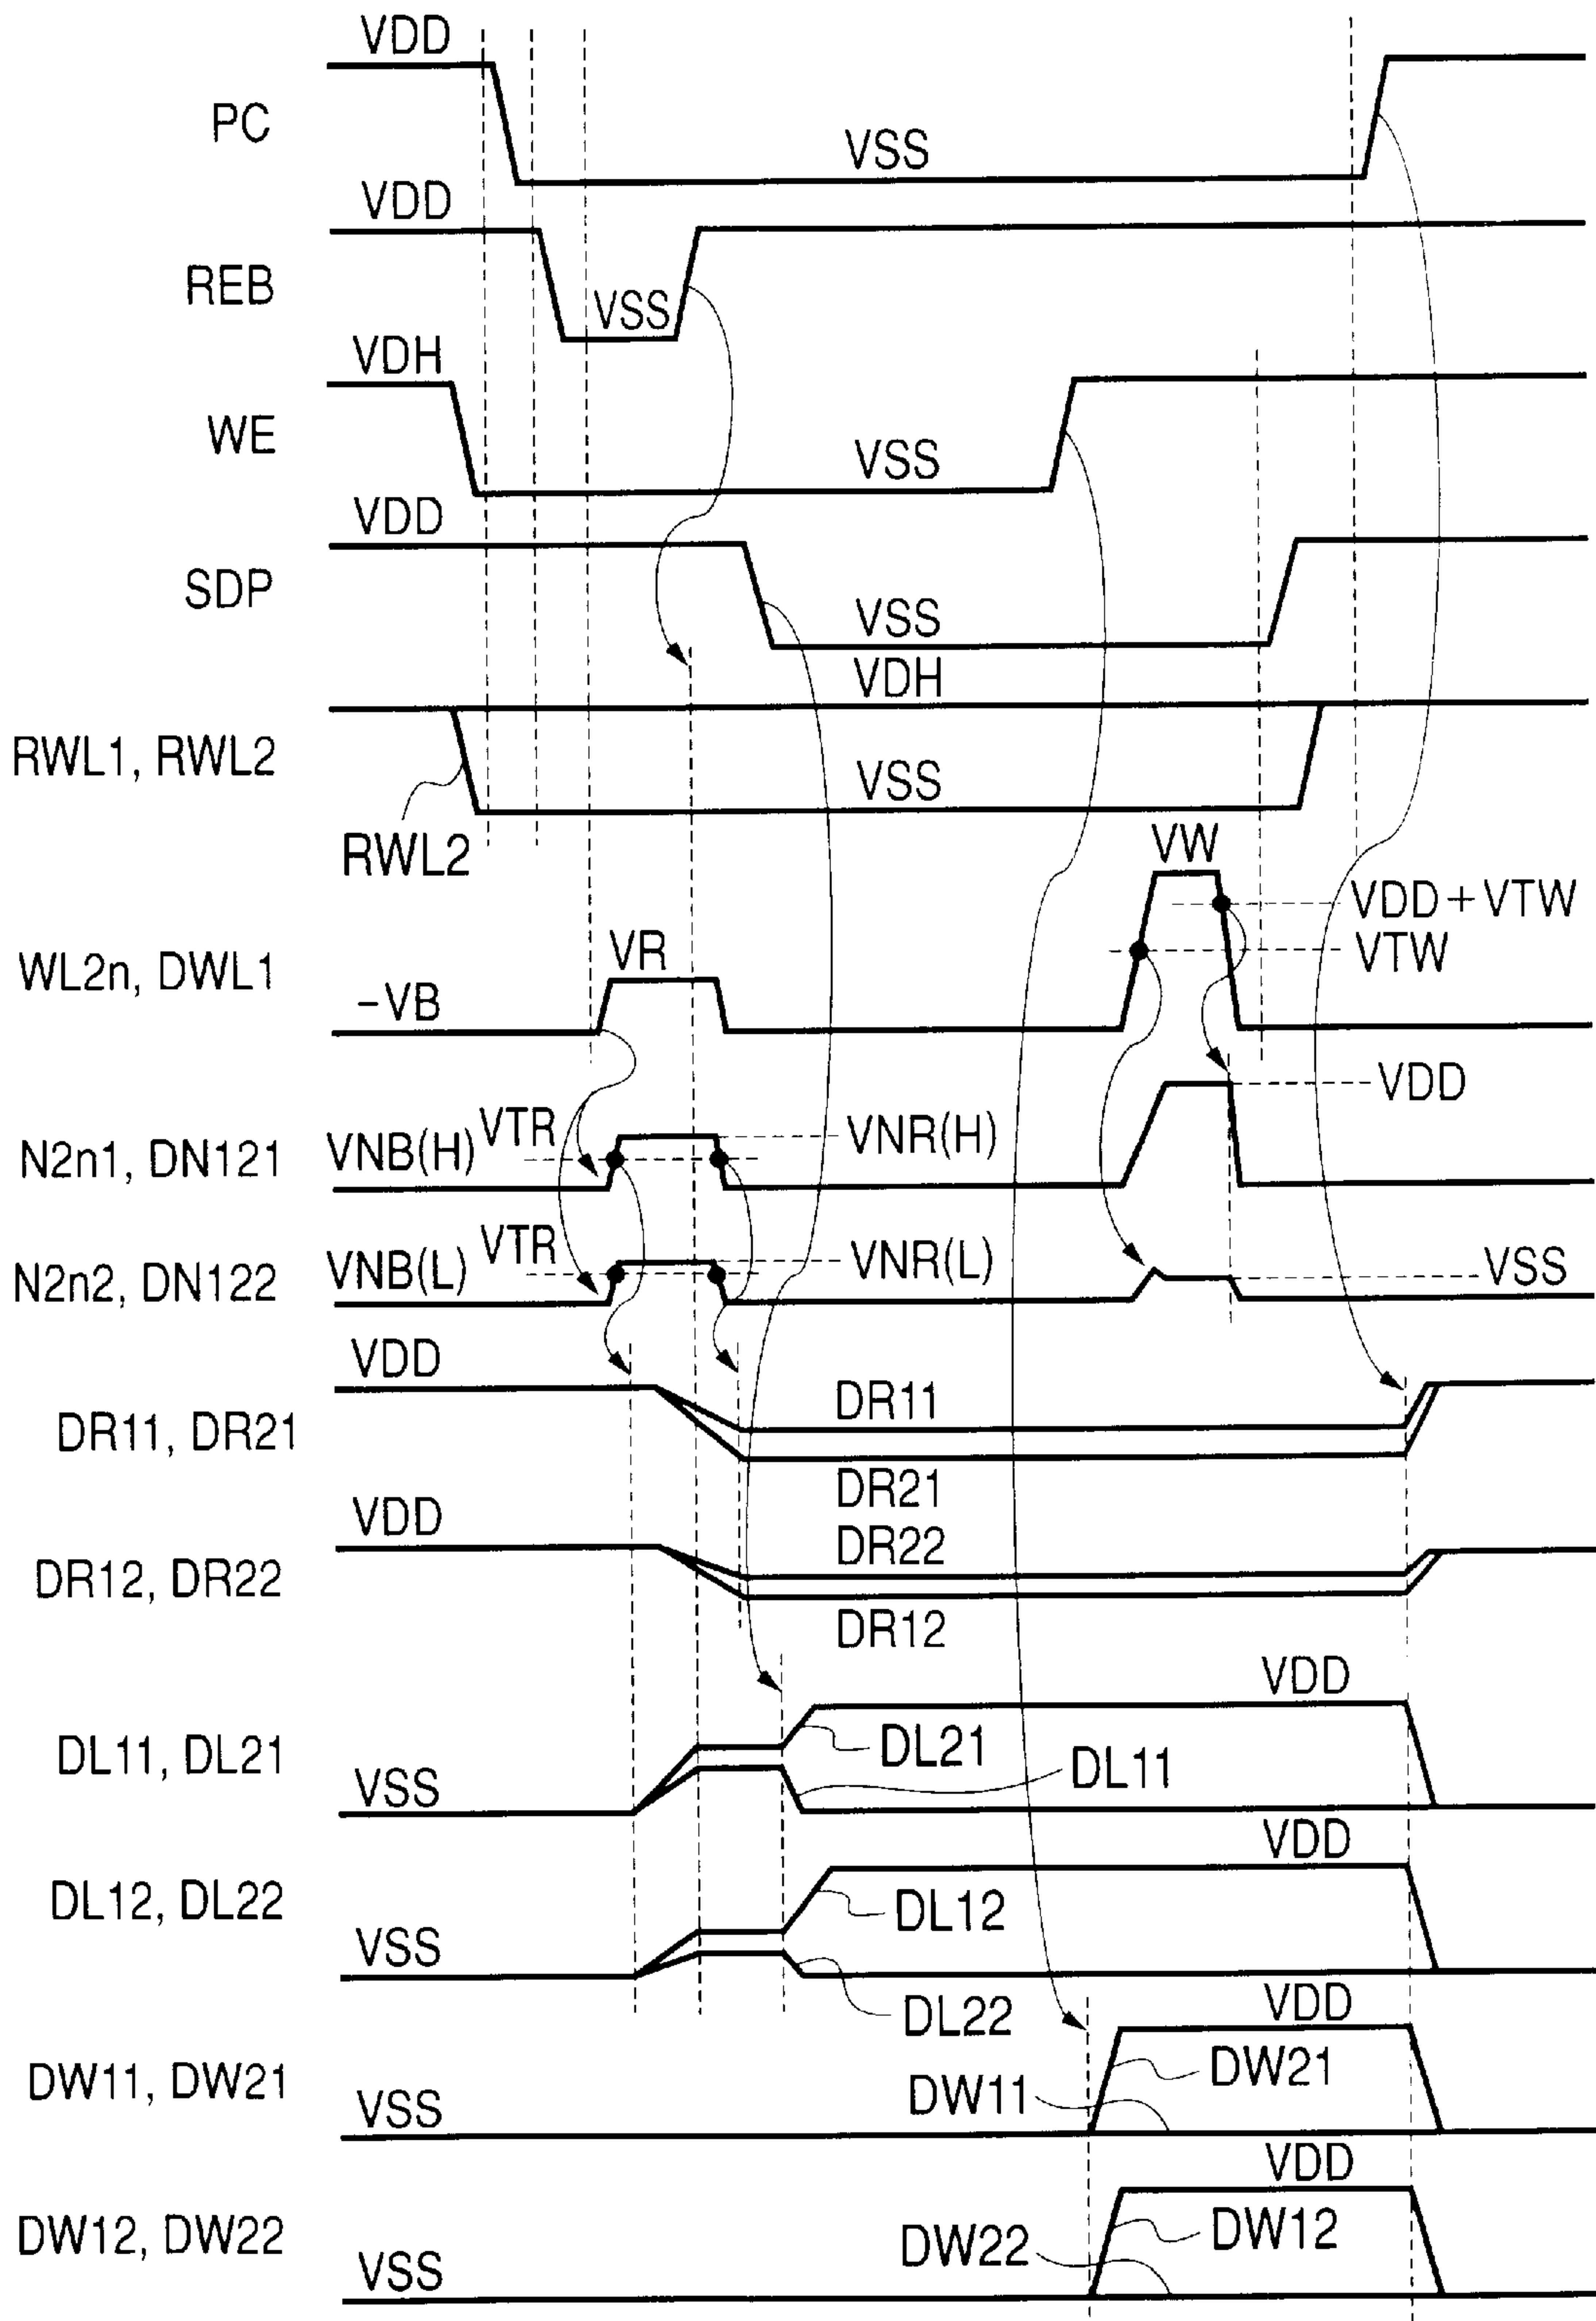 VDD
PC
VSS
VDD
REB
VSS
VDH
WE
VSS
VDD
SDP
VSS
VDH
RWL1, RWL2
VSS
RWL2
VW
VDD+VTW
VR
VTW
WL2n, DWL1
-VB
VDD
VTR
VNR(H)
N2n1, DN121
VNB(H)
VTR
VNR(L)
N2n2, DN122
VNB(L)
VSS
VDD
DR11
DR11, DR21
DR21
VDD
DR22
DR12, DR22
DR12
VDD
DL11, DL21
DL21
DL11
VSS
VDD
DL12, DL22
DL12
VSS
DL22
VDD
DW11, DW21
DW21
DW11
VSS
VDD
DW12, DW22
DW12
DW22
VSS